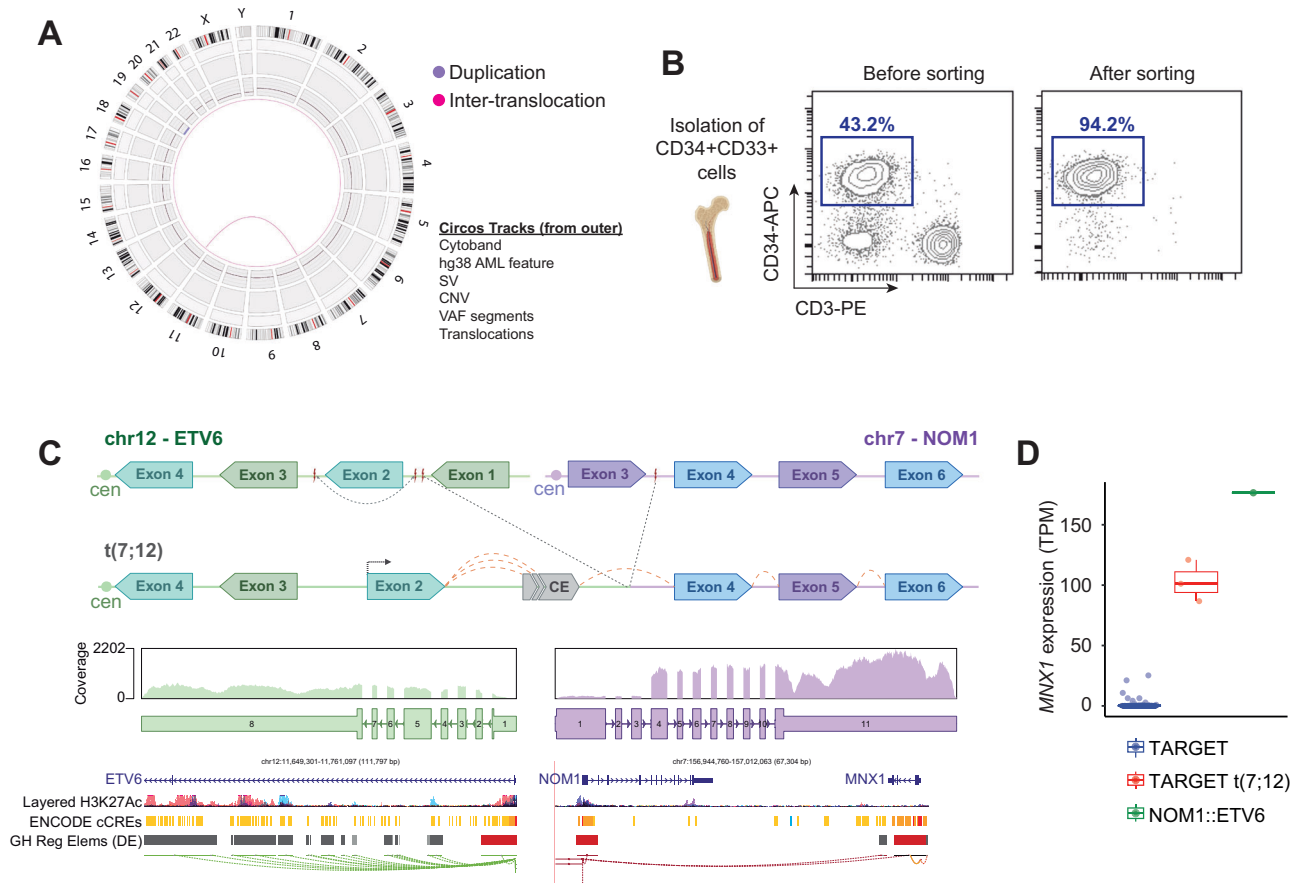 A
1
2
3
4
5
6
7
8
9
10
11
12
13
14
15
16
17
18
19
20
21
22
X
Y
Duplication
Inter-translocation
Circos Tracks (from outer)
Cytoband
hg38 AML feature
SV
CNV
VAF segments
Translocations
B
Before sorting
After sorting
Isolation of
CD34+CD33+
cells
43.2%
94.2%
CD34-APC
CD3-PE
C
chr12 - ETV6
chr7 - NOM1
Exon 4
Exon 3
Exon 2
Exon 1
Exon 3
Exon 4
Exon 5
Exon 6
cen
cen
t(7;12)
Exon 4
Exon 3
Exon 2
CE
Exon 4
Exon 5
Exon 6
cen
Coverage
2202
0
8 7 6 5 4 3 2 1
1 2 3 4 5 6 7 8 9 10 11
chr12:11,649,301-11,761,097 (111,797 bp)
chr7:156,944,760-157,012,063 (67,304 bp)
ETV6
NOM1
MNX1
Layered H3K27Ac
ENCODE cCREs
GH Reg Elems (DE)
D
MNX1 expression (TPM)
150
100
50
0
TARGET
TARGET t(7;12)
NOM1::ETV6